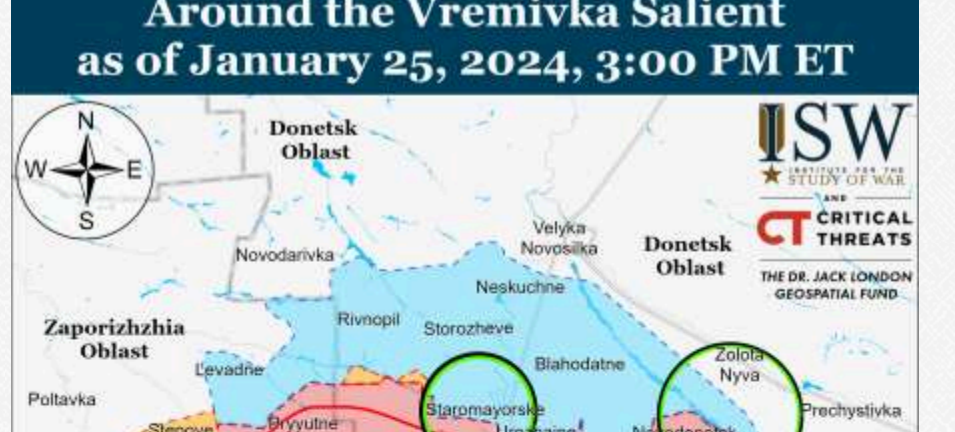 Around the Vremivka Salient
as of January 25, 2024, 3:00 PM ET
N
W E
S
Donetsk
Oblast
ISW
INSTITUTE FOR THE
STUDY OF WAR
AND
CT CRITICAL
THREATS
THE DR. JACK LONDON
GEOSPATIAL FUND
Velyka
Novosilka
Donetsk
Oblast
Novodarivka
Neskuchne
Zaporizhzhia
Oblast
Rivnopil
Storozheve
Blahodatne
Zolota
Nyva
Levadne
Poltavka
Staromayorske
Prechystivka
Pryyutne